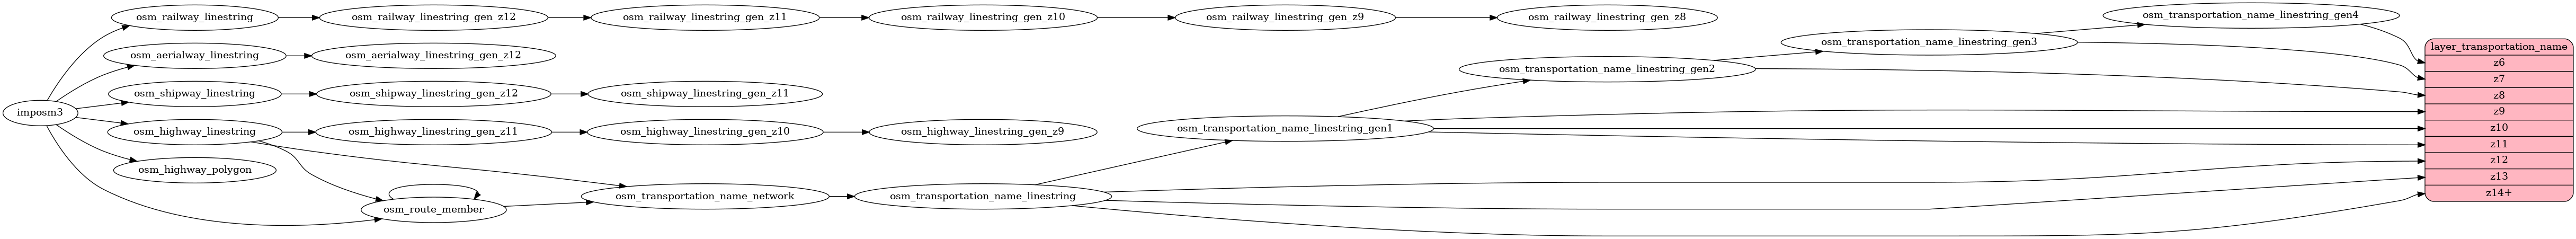 imposm3
osm_railway_linestring
osm_railway_linestring_gen_z12
osm_railway_linestring_gen_z11
osm_railway_linestring_gen_z10
osm_railway_linestring_gen_z9
osm_railway_linestring_gen_z8
osm_aerialway_linestring
osm_aerialway_linestring_gen_z12
osm_shipway_linestring
osm_shipway_linestring_gen_z12
osm_shipway_linestring_gen_z11
osm_highway_linestring
osm_highway_linestring_gen_z11
osm_highway_linestring_gen_z10
osm_highway_linestring_gen_z9
osm_highway_polygon
osm_route_member
osm_transportation_name_network
osm_transportation_name_linestring
osm_transportation_name_linestring_gen1
osm_transportation_name_linestring_gen2
osm_transportation_name_linestring_gen3
osm_transportation_name_linestring_gen4
layer_transportation_name
z6
z7
z8
z9
z10
z11
z12
z13
z14+